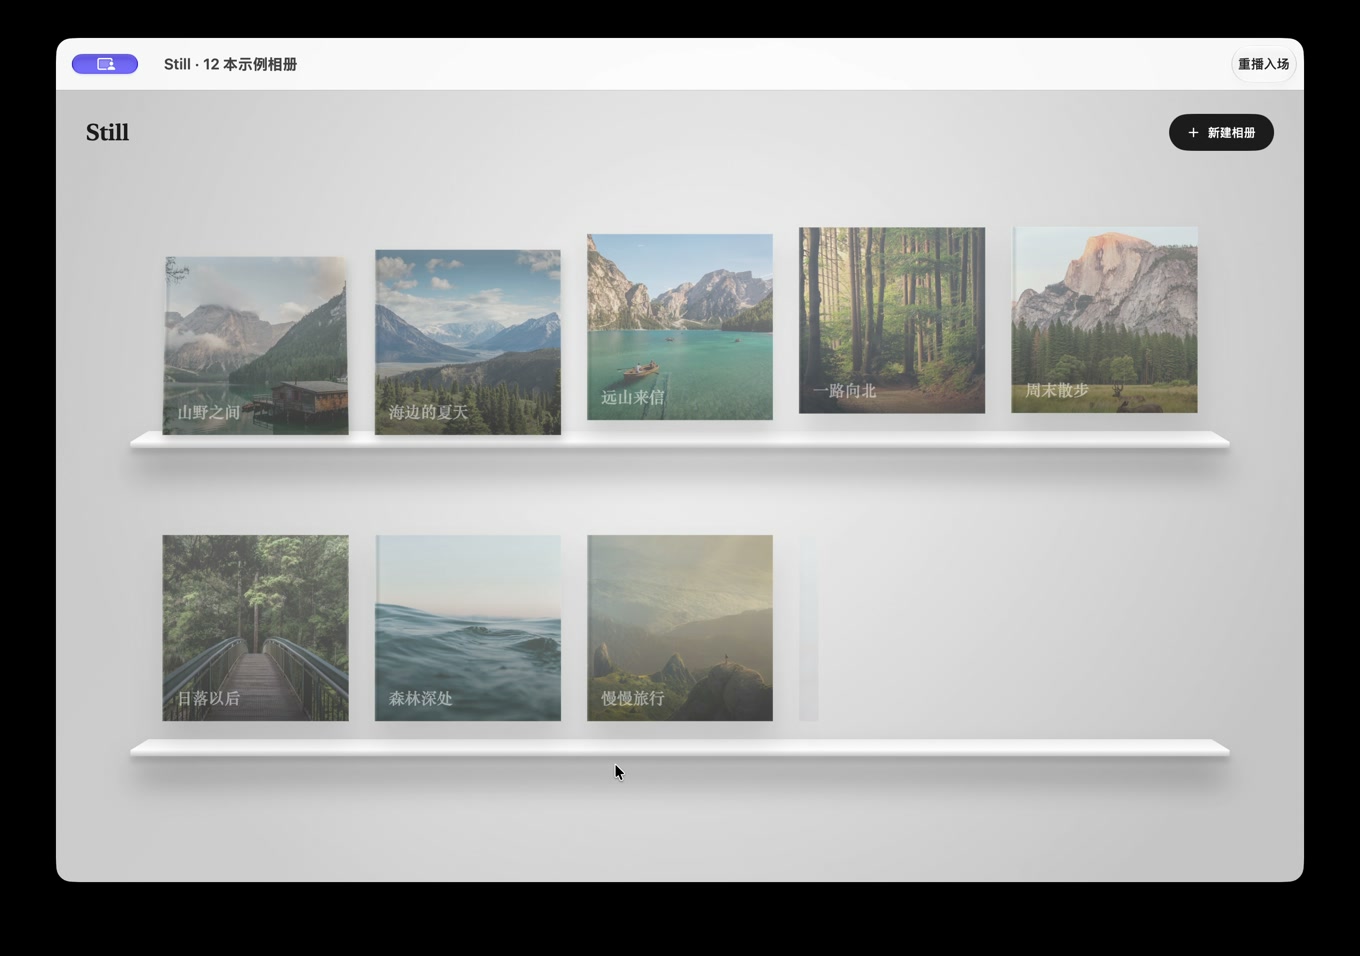 Still · 12 本示例相册
重播入场
Still
+ 新建相册
山野之间
海边的夏天
远山来信
一路向北
周末散步
日落以后
森林深处
慢慢旅行